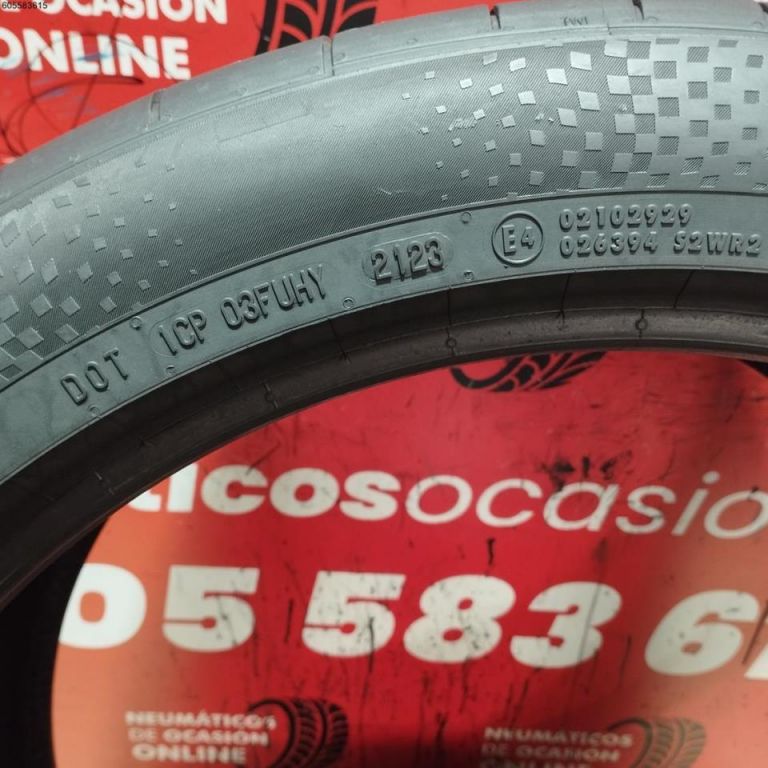 605583615
OCASIÓN
ONLINE
02102929
E4
026394 S2WR2
2123
DOT 1CP 03FUHY
ticosocasio
05 583 6
NEUMÁTICOS
DE OCASIÓN
ONLINE
NEUMÁTICOS
DE OCASIÓN
ONLINE